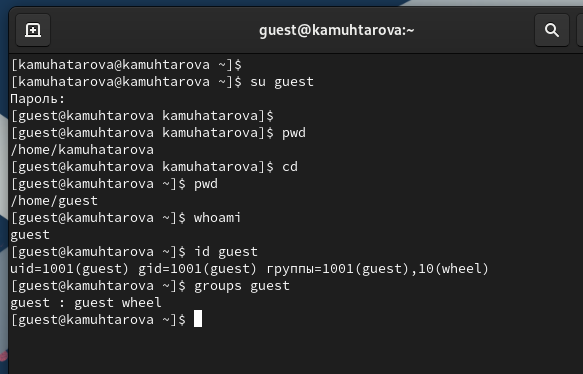 guest@kamuhtarova:~
[kamuhatarova@kamuhtarova ~]$
[kamuhatarova@kamuhtarova ~]$ su guest
Пароль:
[guest@kamuhtarova kamuhatarova]$
[guest@kamuhtarova kamuhatarova]$ pwd
/home/kamuhatarova
[guest@kamuhtarova kamuhatarova]$ cd
[guest@kamuhtarova ~]$ pwd
/home/guest
[guest@kamuhtarova ~]$ whoami
guest
[guest@kamuhtarova ~]$ id guest
uid=1001(guest) gid=1001(guest) группы=1001(guest),10(wheel)
[guest@kamuhtarova ~]$ groups guest
guest : guest wheel
[guest@kamuhtarova ~]$